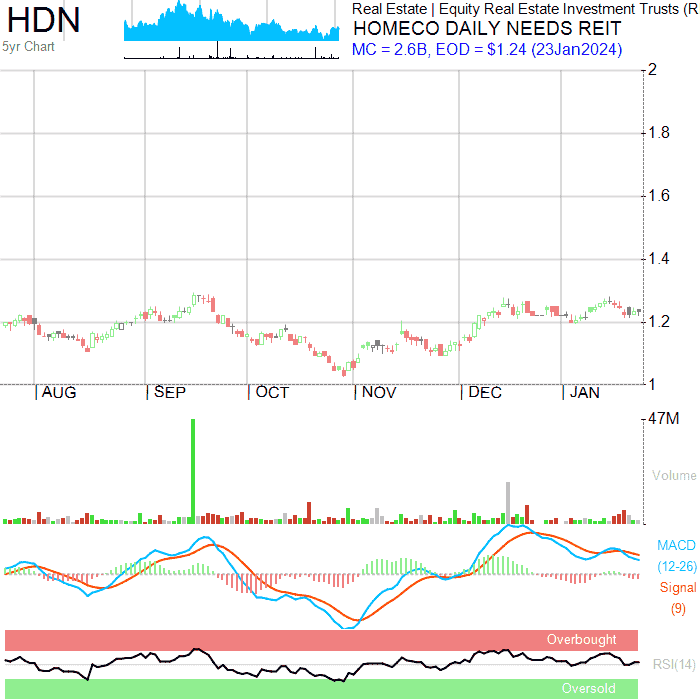 HDN
5yr Chart
Real Estate | Equity Real Estate Investment Trusts (R
HOMECO DAILY NEEDS REIT
MC = 2.6B, EOD = $1.24 (23Jan2024)
2
1.8
1.6
1.4
1.2
1
AUG SEP OCT NOV DEC JAN
47M
Volume
MACD
(12-26)
Signal
(9)
Overbought
RSI(14)
Oversold